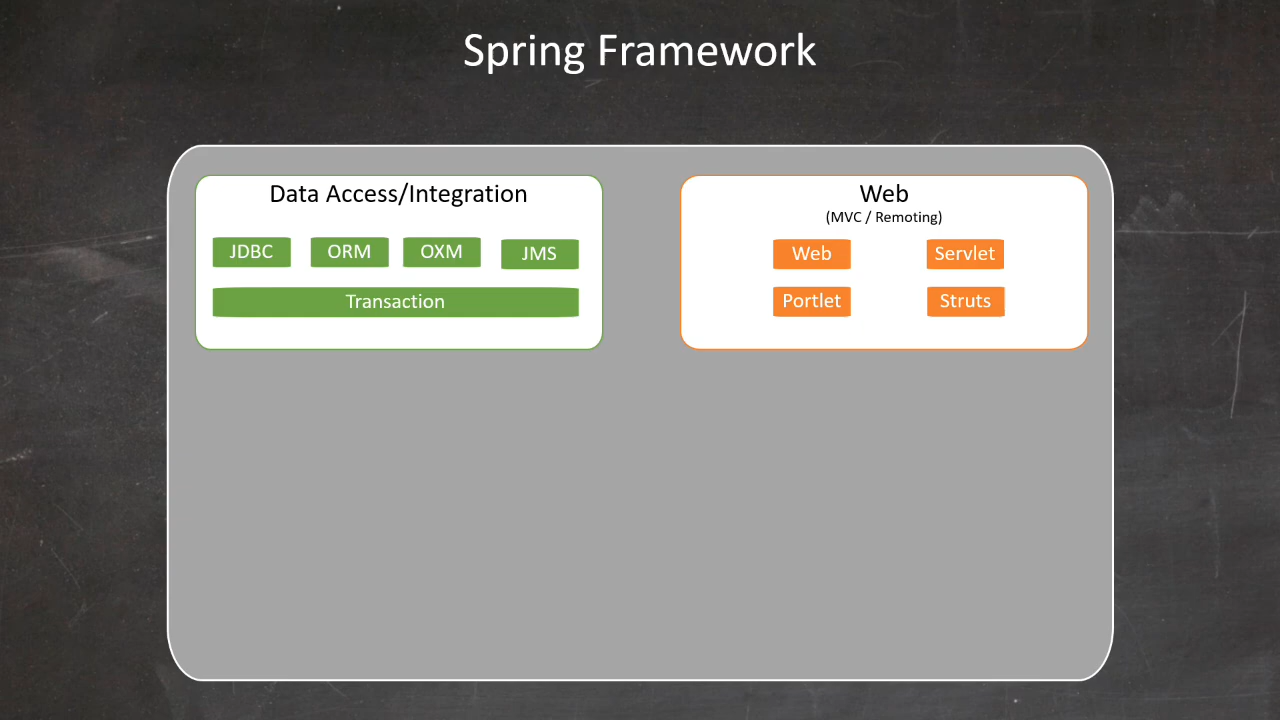 Spring Framework
Data Access/Integration
JDBC ORM OXM JMS
Transaction
Web
(MVC / Remoting)
Web Servlet
Portlet Struts